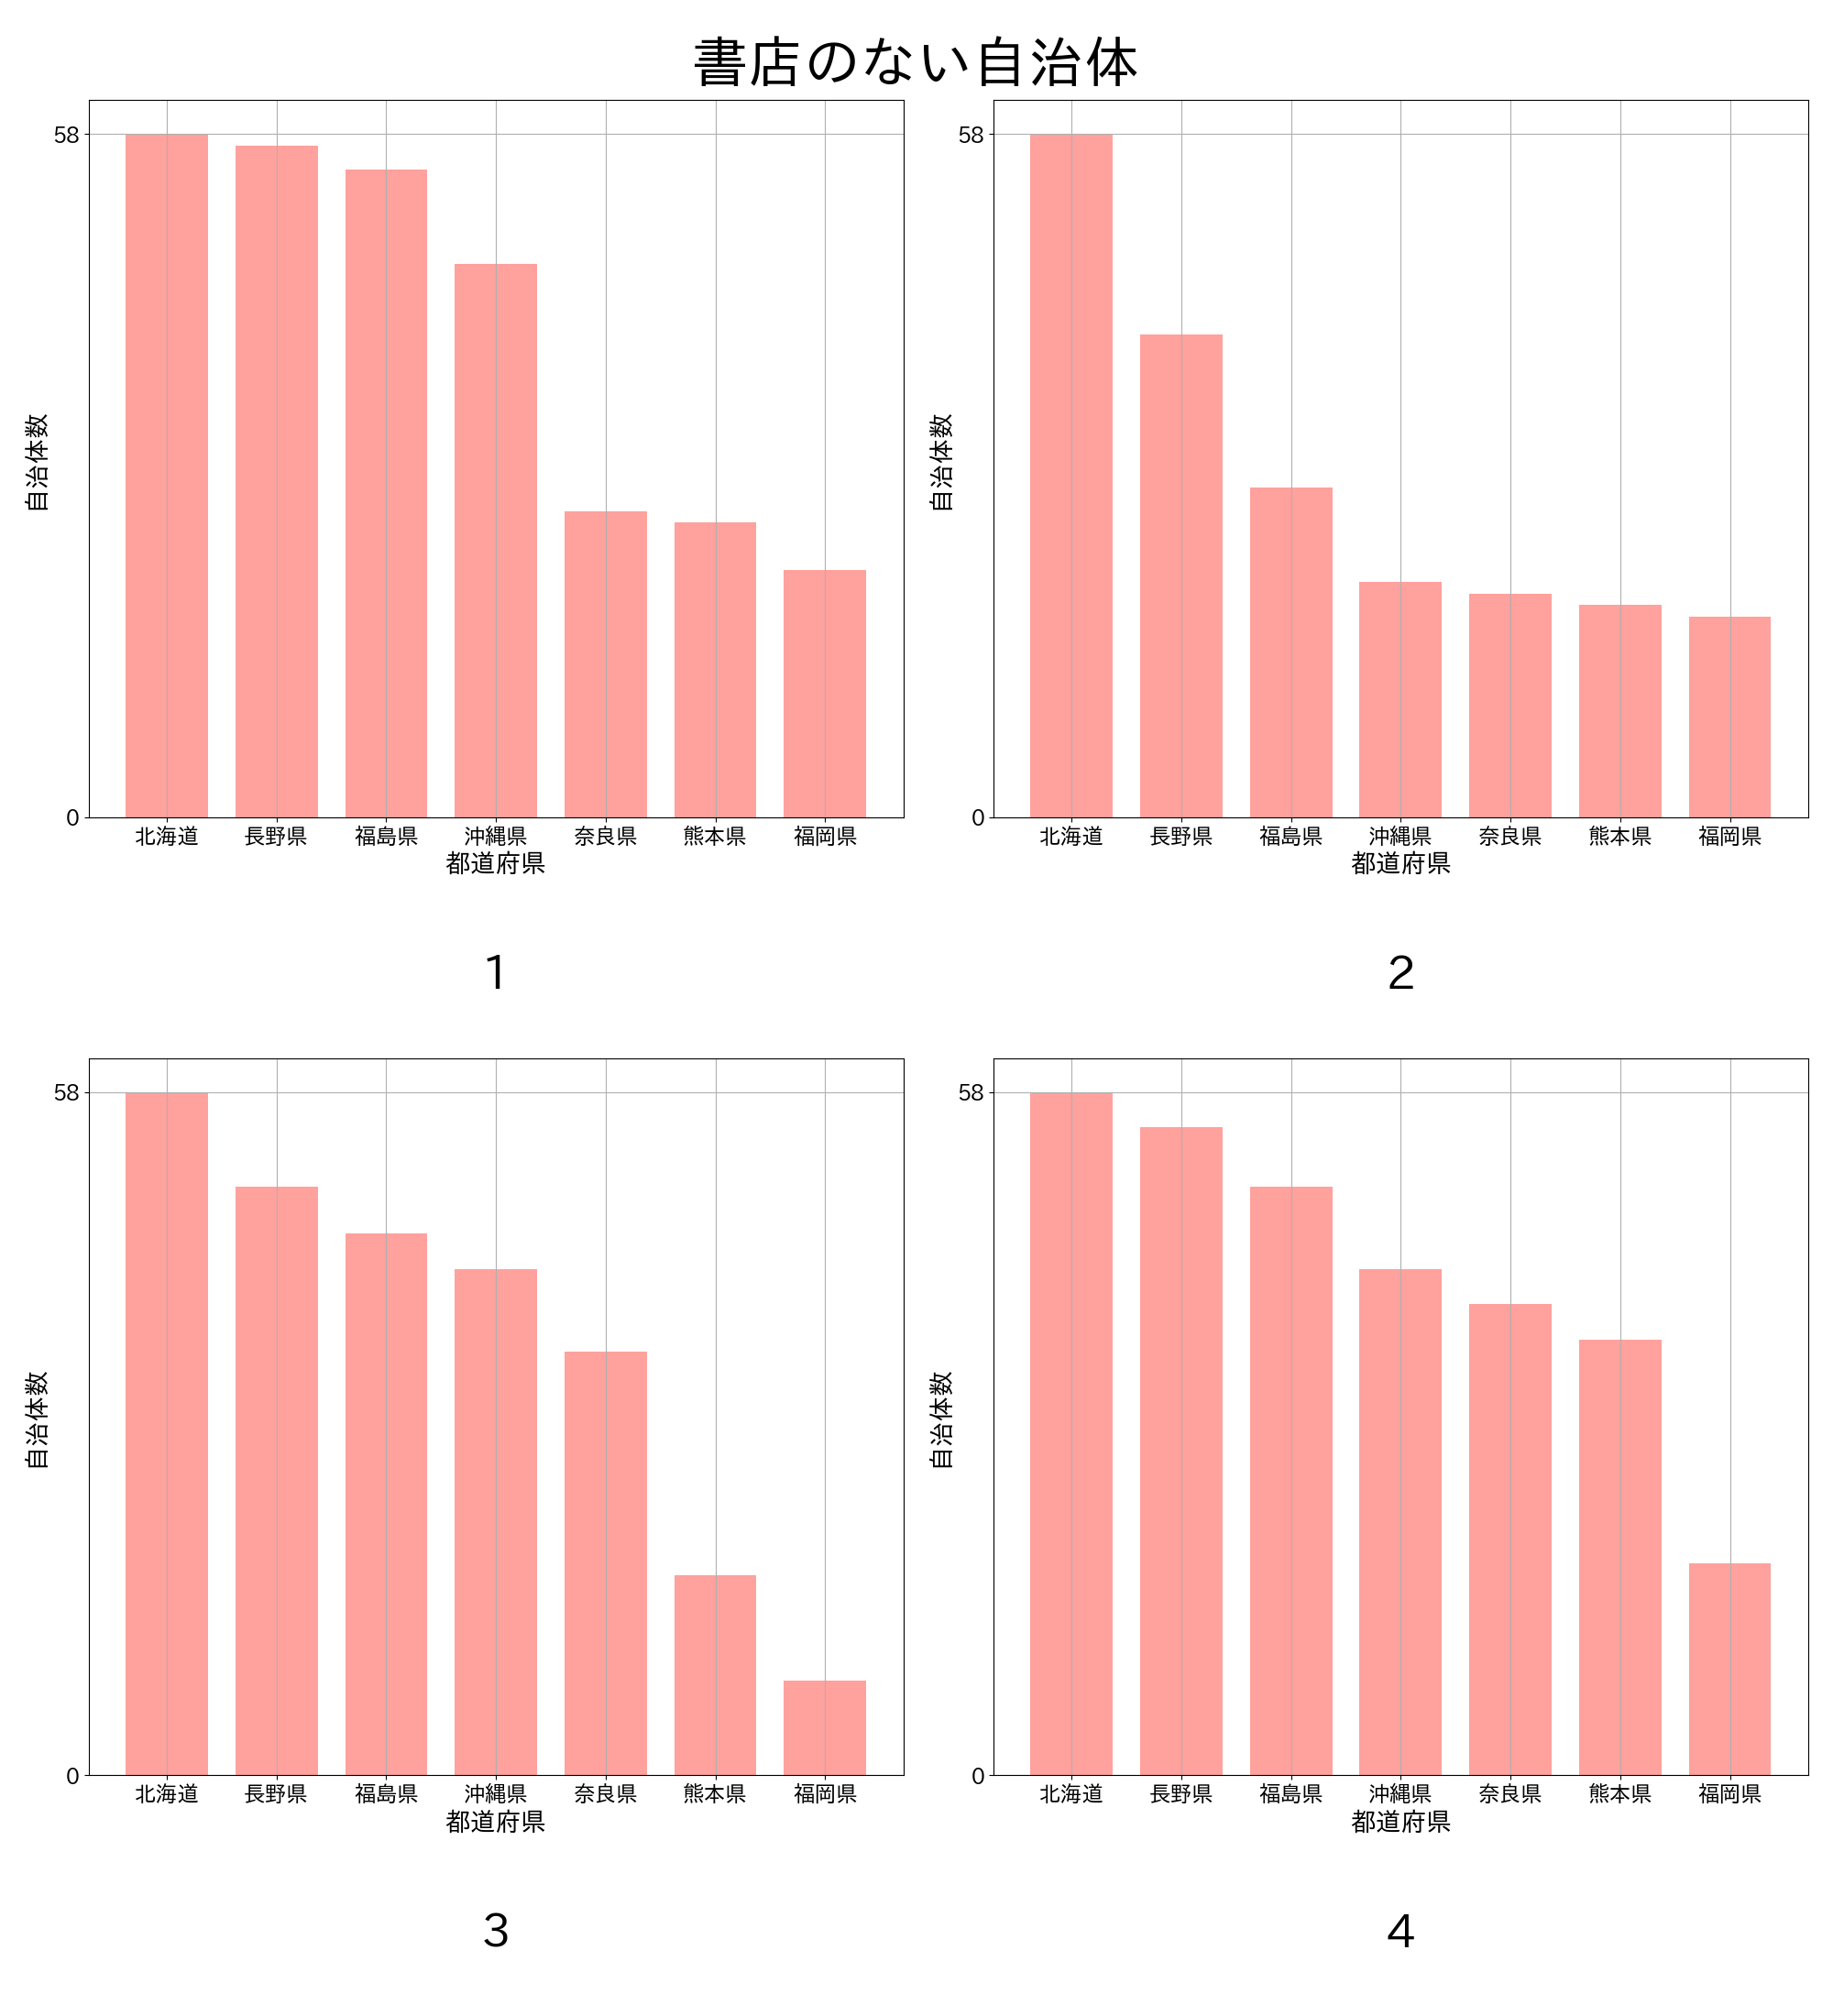 書店のない自治体
58
0
自治体数
北海道 長野県 福島県 沖縄県 奈良県 熊本県 福岡県
都道府県
1
58
0
自治体数
北海道 長野県 福島県 沖縄県 奈良県 熊本県 福岡県
都道府県
2
58
0
自治体数
北海道 長野県 福島県 沖縄県 奈良県 熊本県 福岡県
都道府県
3
58
0
自治体数
北海道 長野県 福島県 沖縄県 奈良県 熊本県 福岡県
都道府県
4